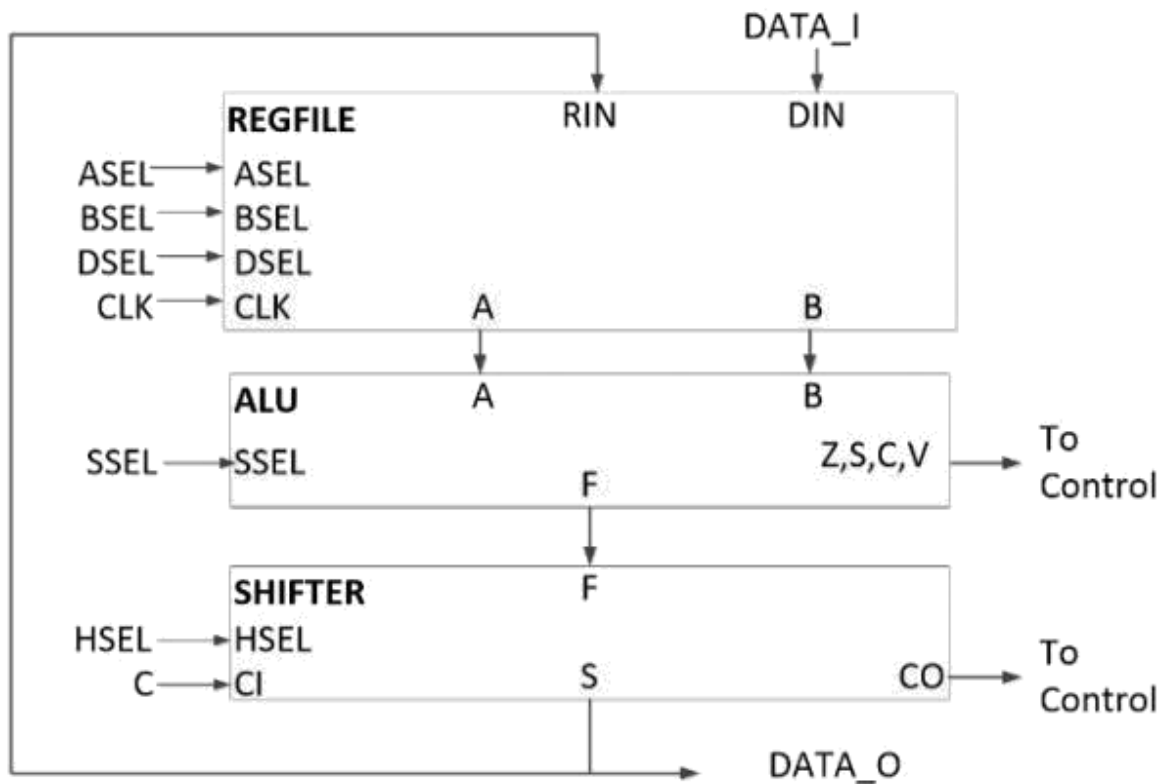 DATA_I
REGFILE RIN DIN
ASEL ASEL
BSEL BSEL
DSEL DSEL
CLK CLK A B
ALU A B
SSEL SSEL Z,S,C,V To
Control
F
SHIFTER F
HSEL HSEL
C CI S CO To
Control
DATA_O